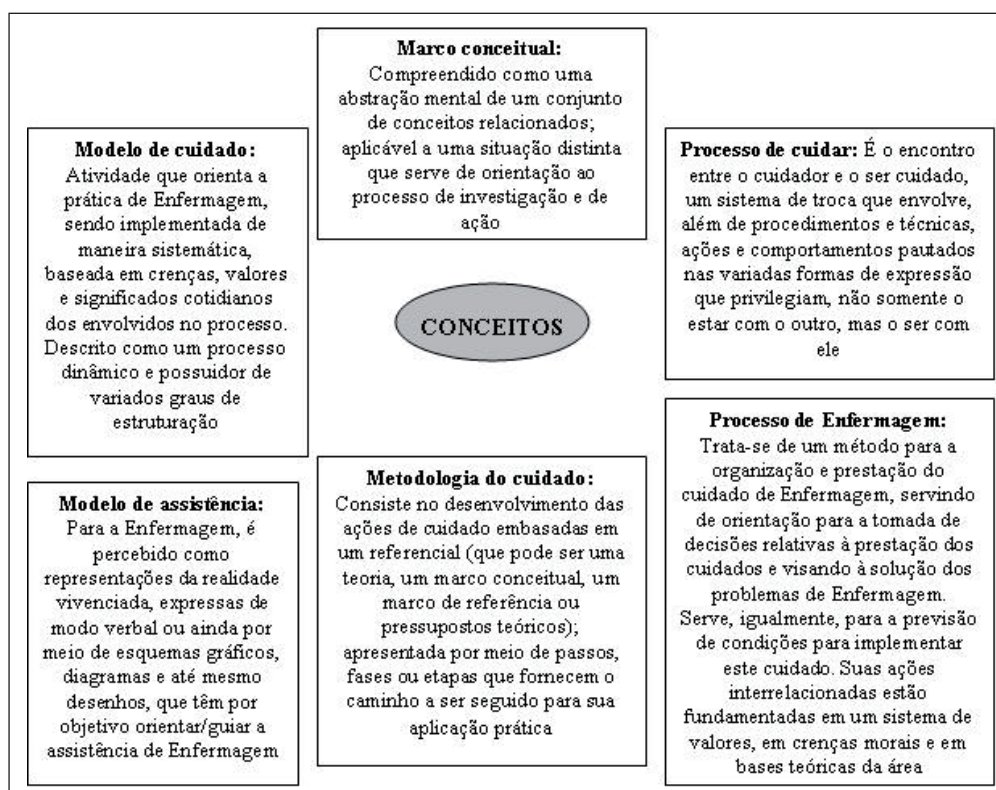 Marco conceitual:
Compreendido como uma
abstração mental de um conjunto
de conceitos relacionados;
aplicável a uma situação distinta
que serve de orientação ao
processo de investigação e de
ação
Modelo de cuidado:
Atividade que orienta a
prática de Enfermagem,
sendo implementada de
maneira sistemática,
baseada em crenças, valores
e significados cotidianos
dos envolvidos no processo.
Descrito como um processo
dinâmico e possuidor de
variados graus de
estruturação
Processo de cuidar: É o encontro
entre o cuidador e o ser cuidado,
um sistema de troca que envolve,
além de procedimentos e técnicas,
ações e comportamentos pautados
nas variadas formas de expressão
que privilegiam, não somente o
estar com o outro, mas o ser com
ele
CONCEITOS
Modelo de assistência:
Para a Enfermagem, é
percebido como
representações da realidade
vivenciada, expressas de
modo verbal ou ainda por
meio de esquemas gráficos,
diagramas e até mesmo
desenhos, que têm por
objetivo orientar/guiar a
assistência de Enfermagem
Metodologia do cuidado:
Consiste no desenvolvimento das
ações de cuidado embasadas em
um referencial (que pode ser uma
teoria, um marco conceitual, um
marco de referência ou
pressupostos teóricos);
apresentada por meio de passos,
fases ou etapas que fornecem o
caminho a ser seguido para sua
aplicação prática
Processo de Enfermagem:
Trata-se de um método para a
organização e prestação do
cuidado de Enfermagem, servindo
de orientação para a tomada de
decisões relativas à prestação dos
cuidados e visando à solução dos
problemas de Enfermagem.
Serve, igualmente, para a previsão
de condições para implementar
este cuidado. Suas ações
interrelacionadas estão
fundamentadas em um sistema de
valores, em crenças morais e em
bases teóricas da área